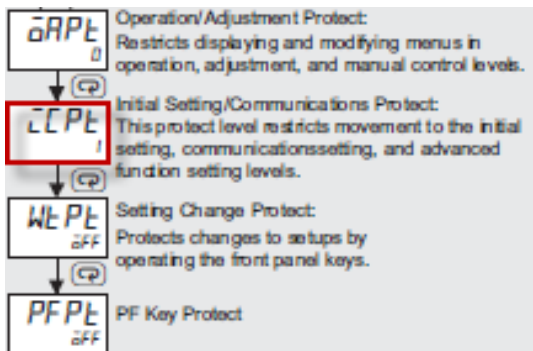 oAPt
Operation/Adjustment Protect:
0
Restricts displaying and modifying menus in
operation, adjustment, and manual control levels.
iCPt
Initial Setting/Communications Protect:
1
This protect level restricts movement to the initial
setting, communicationssetting, and advanced
function setting levels.
WtPt
Setting Change Protect:
oFF
Protects changes to setups by
operating the front panel keys.
PFPt
PF Key Protect
oFF